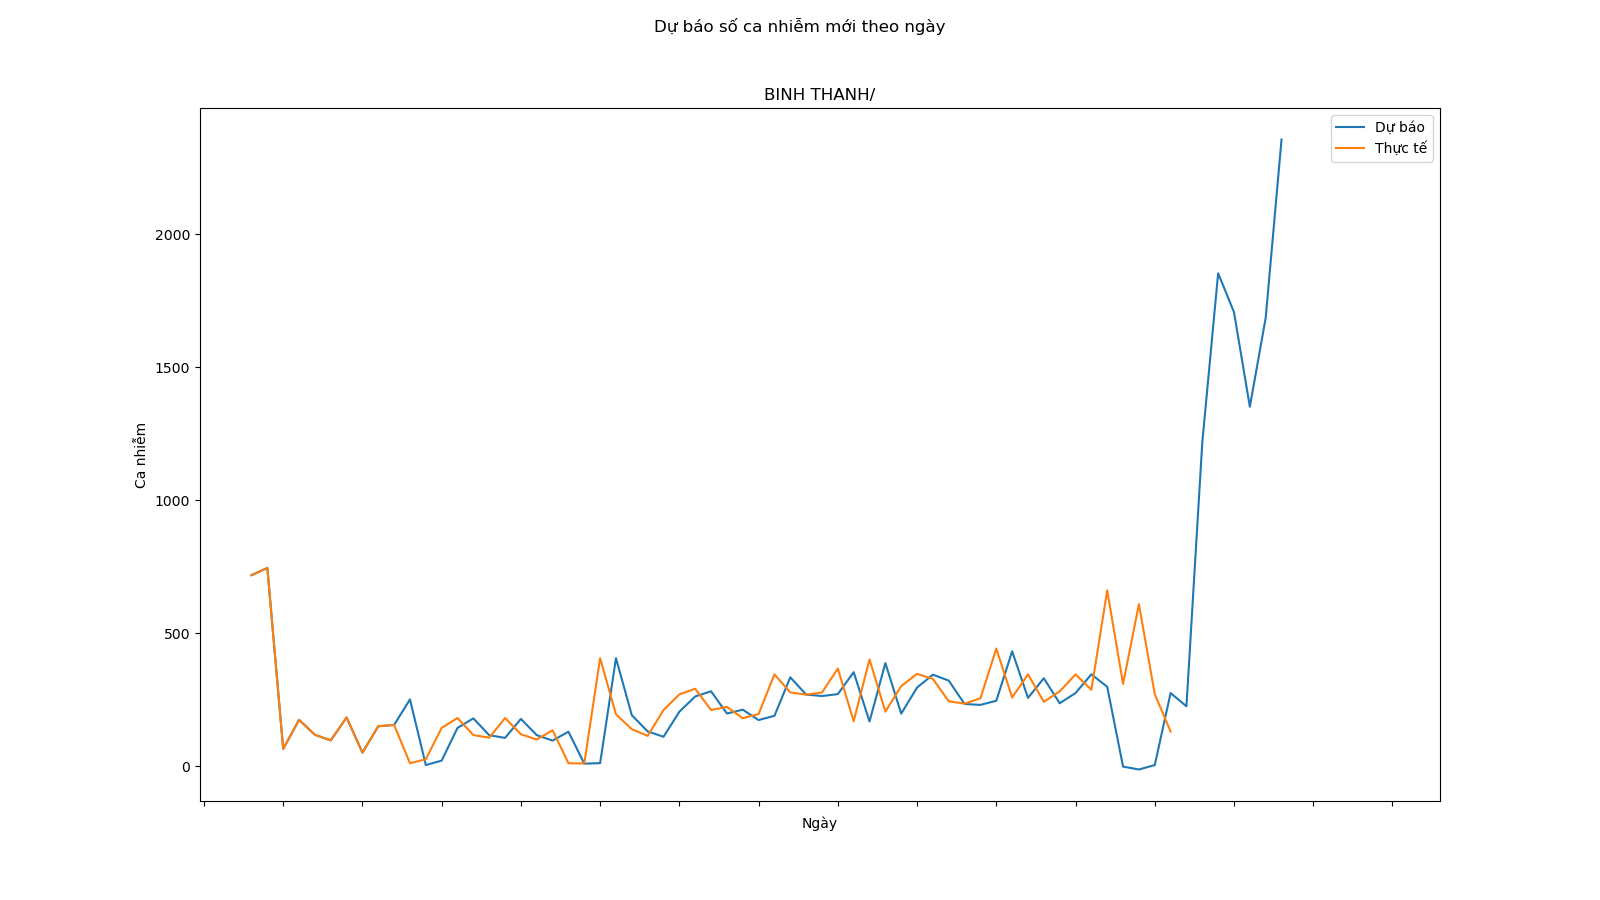 Dự báo số ca nhiễm mới theo ngày
BINH THANH/
Dự báo
Thực tế
2000
1500
1000
500
0
Ca nhiễm
Ngày